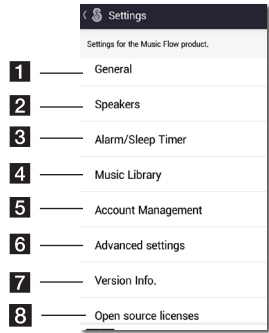 Settings
Settings for the Music Flow product.
1 General
2 Speakers
3 Alarm/Sleep Timer
4 Music Library
5 Account Management
6 Advanced settings
7 Version Info.
8 Open source licenses